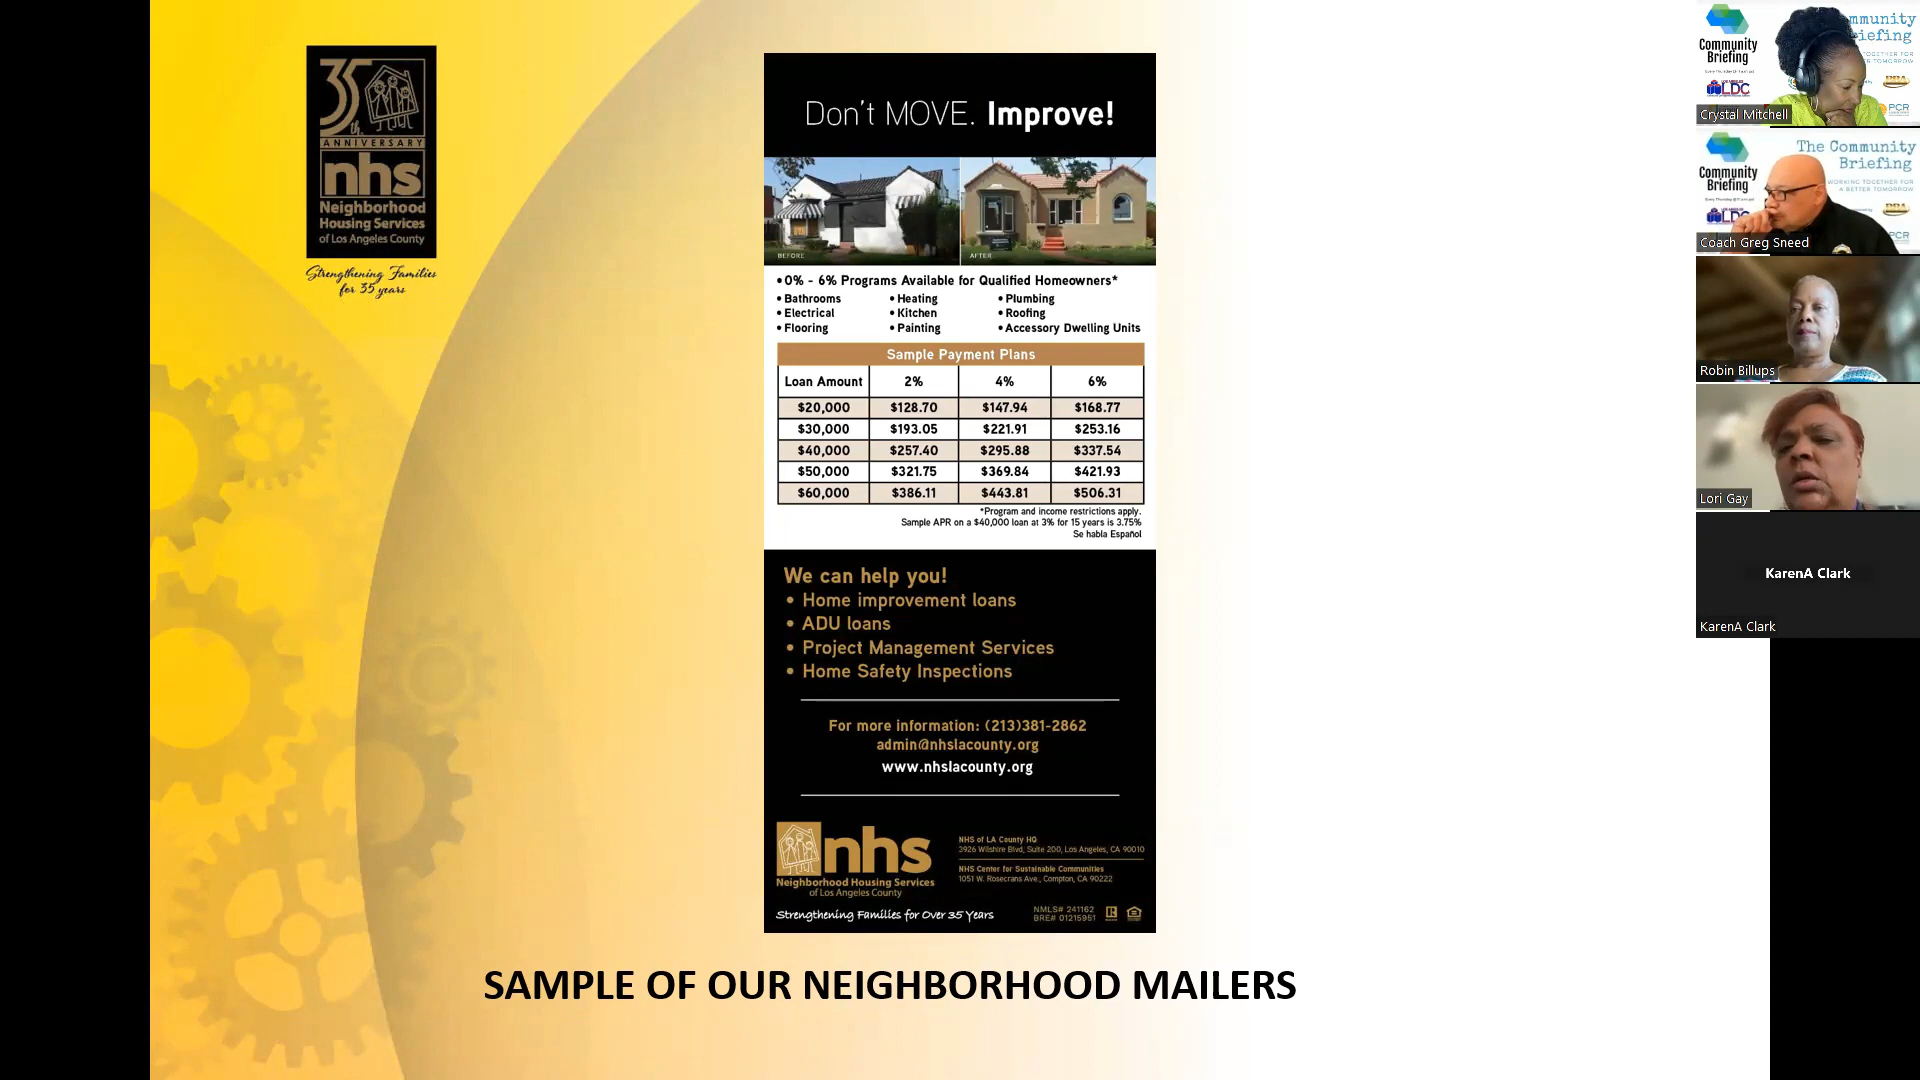 35th
ANNIVERSARY
nhs
Neighborhood
Housing Services
of Los Angeles County
Strengthening Families
for 35 years
Don't MOVE. Improve!
BEFORE
AFTER
• 0% - 6% Programs Available for Qualified Homeowners*
• Bathrooms • Heating • Plumbing
• Electrical • Kitchen • Roofing
• Flooring • Painting • Accessory Dwelling Units
Sample Payment Plans
Loan Amount 2% 4% 6%
$20,000 $128.70 $147.94 $168.77
$30,000 $193.05 $221.91 $253.16
$40,000 $257.40 $295.88 $337.54
$50,000 $321.75 $369.84 $421.93
$60,000 $386.11 $443.81 $506.31
*Program and income restrictions apply.
Sample APR on a $40,000 loan at 3% for 15 years is 3.75%
Se habla Español
We can help you!
• Home improvement loans
• ADU loans
• Project Management Services
• Home Safety Inspections
For more information: (213)381-2862
admin@nhslacounty.org
www.nhslacounty.org
nhs
Neighborhood Housing Services
of Los Angeles County
Strengthening Families for Over 35 Years
NHS of LA County HQ
3926 Wilshire Blvd, Suite 200, Los Angeles, CA 90010
NHS Center for Sustainable Communities
1051 W. Rosecrans Ave., Compton, CA 90222
NMLS# 241162
BRE# 01215951
SAMPLE OF OUR NEIGHBORHOOD MAILERS
Community
Briefing
LDC
PCR
Crystal Mitchell
Community
Briefing
The Community
Briefing
WORKING TOGETHER FOR
A BETTER TOMORROW
PCR
Coach Greg Sneed
Robin Billups
Lori Gay
KarenA Clark
KarenA Clark